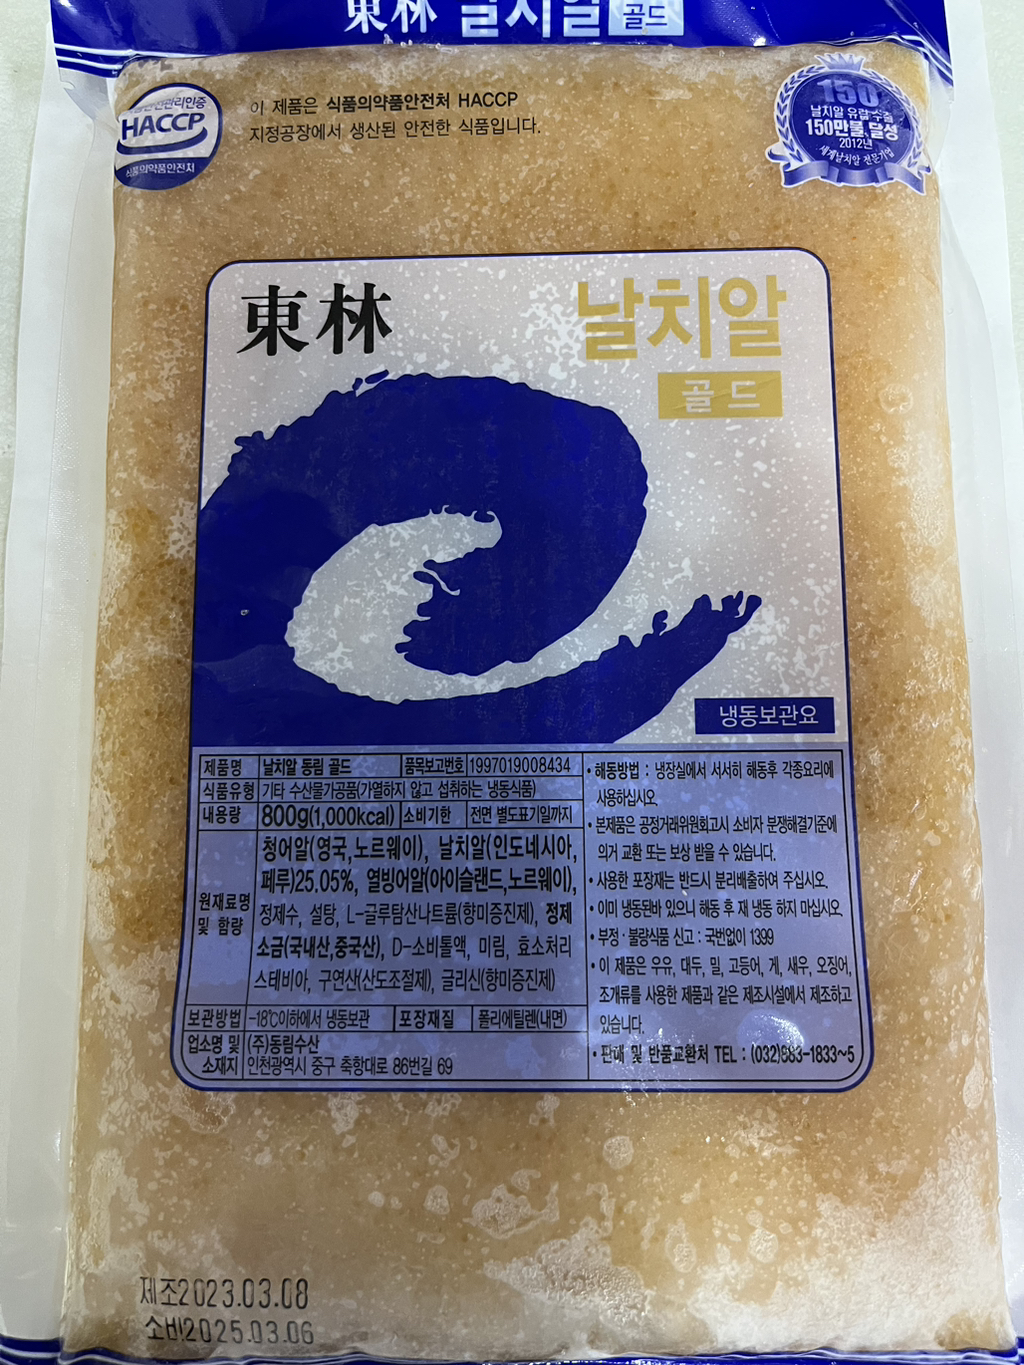 東林 날치알 골드
안전관리인증
HACCP
식품의약품안전처
이 제품은 식품의약품안전처 HACCP
지정공장에서 생산된 안전한 식품입니다.
150
날치알 유럽 수출
150만불 달성
2012년
세계날치알 전문기업
東林
날치알
골드
냉동보관요
제품명 날치알 동림 골드 품목보고번호 1997019008434
식품유형 기타 수산물가공품(가열하지 않고 섭취하는 냉동식품)
내용량 800g(1,000kcal) 소비기한 전면 별도표기일까지
원재료명 및 함량
청어알(영국,노르웨이), 날치알(인도네시아,
페루)25.05%, 열빙어알(아이슬랜드,노르웨이),
정제수, 설탕, L-글루탐산나트륨(향미증진제), 정제
소금(국내산,중국산), D-소비톨액, 미림, 효소처리
스테비아, 구연산(산도조절제), 글리신(향미증진제)
보관방법 -18℃이하에서 냉동보관 포장재질 폴리에틸렌(내면)
업소명 및 소재지
(주)동림수산
인천광역시 중구 축항대로 86번길 69
• 해동방법 : 냉장실에서 서서히 해동후 각종요리에
사용하십시오.
• 본제품은 공정거래위원회고시 소비자 분쟁해결기준에
의거 교환 또는 보상 받을 수 있습니다.
• 사용한 포장재는 반드시 분리배출하여 주십시오.
• 이미 냉동된바 있으니 해동 후 재 냉동 하지 마십시오.
• 부정 · 불량식품 신고 : 국번없이 1399
• 이 제품은 우유, 대두, 밀, 고등어, 게, 새우, 오징어,
조개류를 사용한 제품과 같은 제조시설에서 제조하고
있습니다.
• 판매 및 반품교환처 TEL : (032)883-1833~5
제조2023.03.08
소비2025.03.06